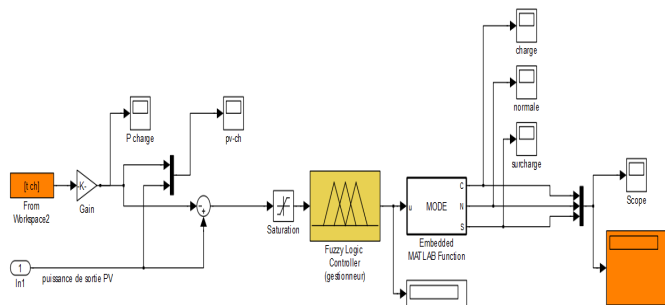 charge
normale
surcharge
P charge
pv-ch
[t ch]
From
Workspace2
-K-
Gain
Saturation
Fuzzy Logic
Controller
(gestionneur)
u
MODE
C
N
S
Embedded
MATLAB Function
Scope
1
In1
puissance de sortie PV